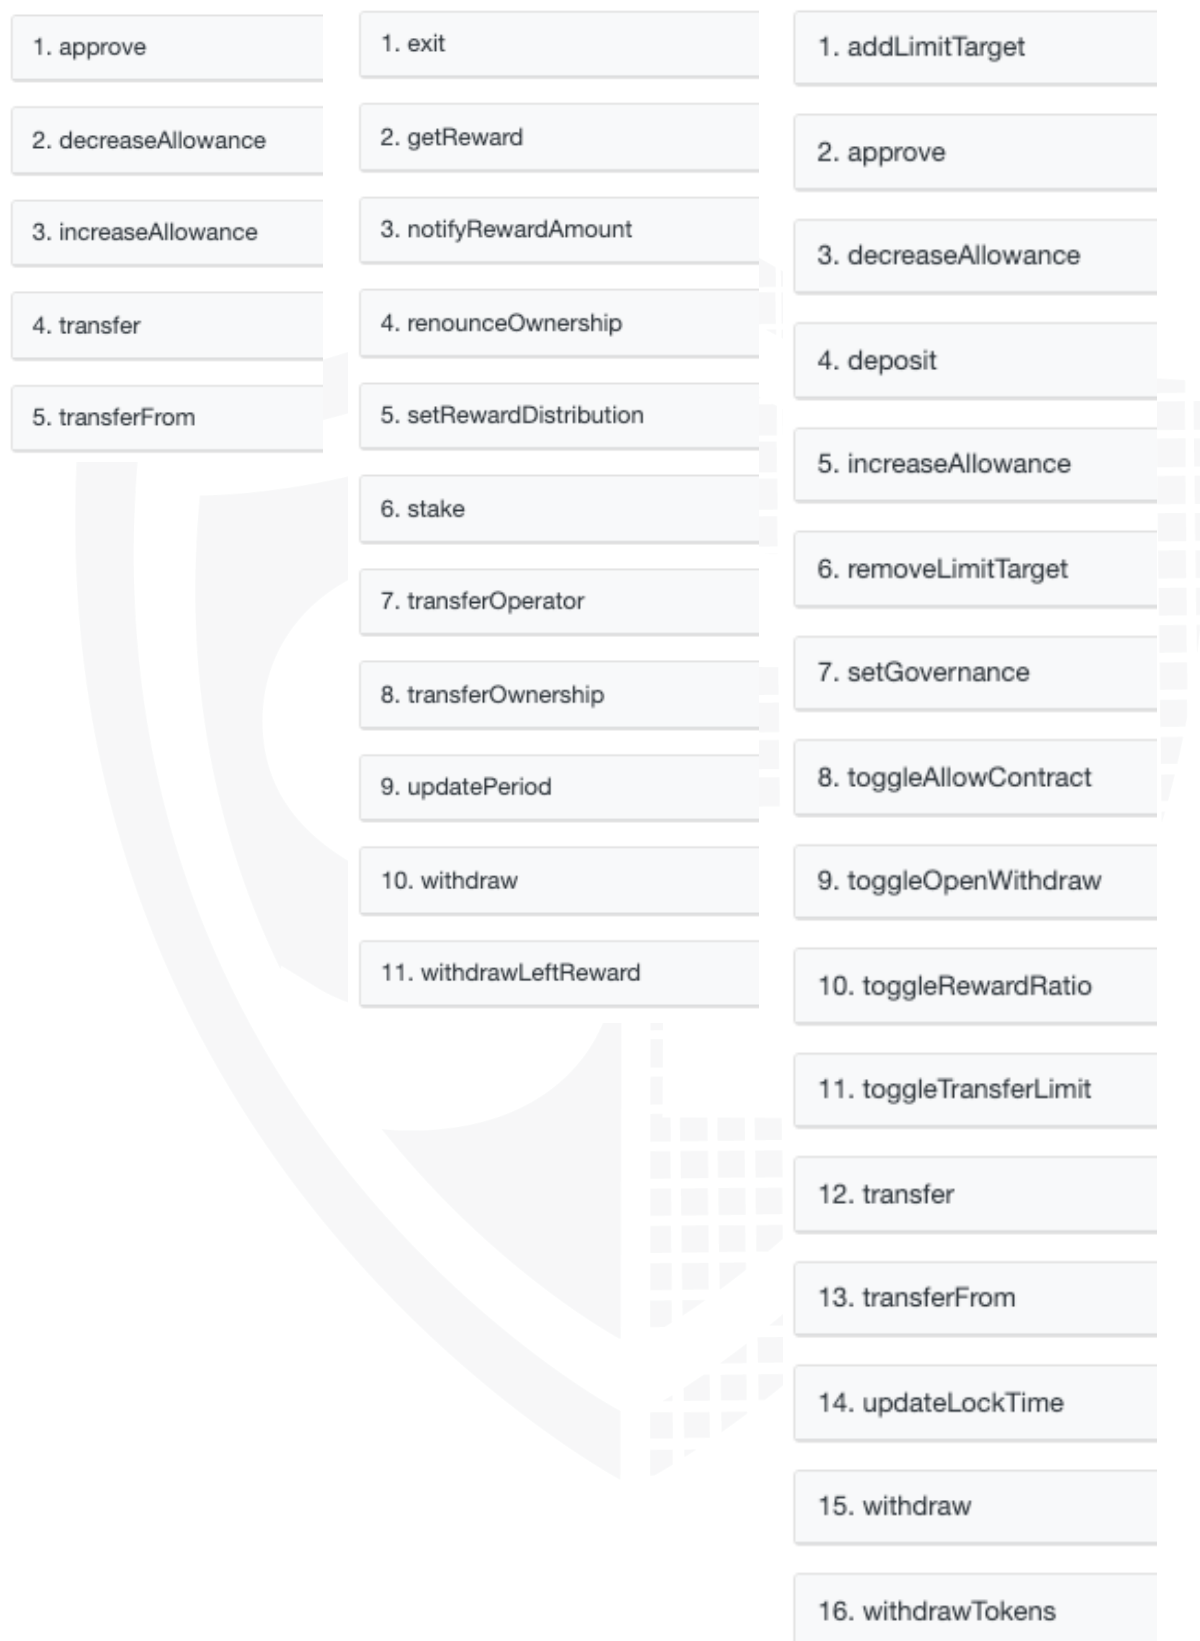 1. approve
2. decreaseAllowance
3. increaseAllowance
4. transfer
5. transferFrom
1. exit
2. getReward
3. notifyRewardAmount
4. renounceOwnership
5. setRewardDistribution
6. stake
7. transferOperator
8. transferOwnership
9. updatePeriod
10. withdraw
11. withdrawLeftReward
1. addLimitTarget
2. approve
3. decreaseAllowance
4. deposit
5. increaseAllowance
6. removeLimitTarget
7. setGovernance
8. toggleAllowContract
9. toggleOpenWithdraw
10. toggleRewardRatio
11. toggleTransferLimit
12. transfer
13. transferFrom
14. updateLockTime
15. withdraw
16. withdrawTokens